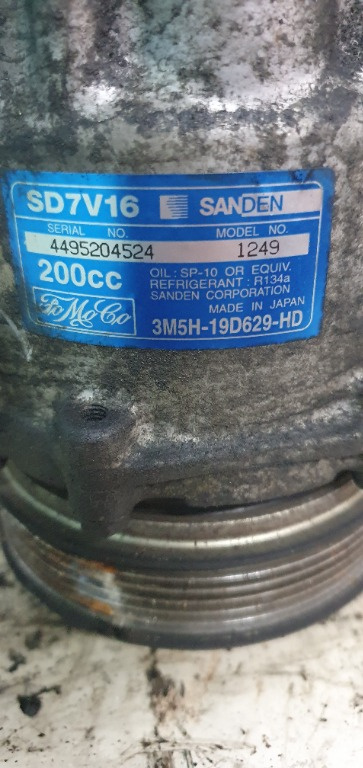 SD7V16 SANDEN
SERIAL NO. MODEL NO.
4495204524 1249
200CC
OIL : SP-10 OR EQUIV.
REFRIGERANT : R134a
SANDEN CORPORATION
MADE IN JAPAN
FoMoCo 3M5H-19D629-HD